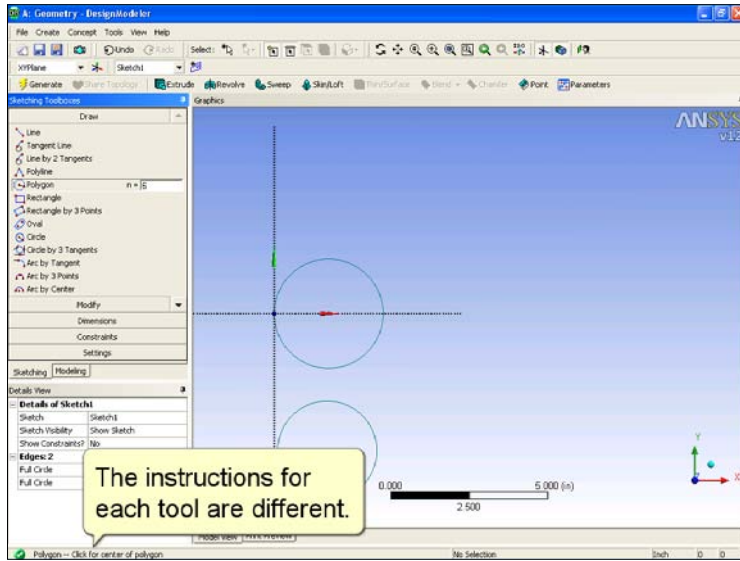 A: Geometry - DesignModeler
File Create Concept Tools View Help
Undo Redo Select:
XYPlane Sketch1
Generate Share Topology Extrude Revolve Sweep Skin/Loft Thin/Surface Blend Chamfer Point Parameters
Sketching Toolboxes
Graphics
Draw
Line
Tangent Line
Line by 2 Tangents
Polyline
Polygon n =
Rectangle
Rectangle by 3 Points
Oval
Circle
Circle by 3 Tangents
Arc by Tangent
Arc by 3 Points
Arc by Center
Modify
Dimensions
Constraints
Settings
Sketching Modeling
ANSYS
Details View
Details of Sketch1
Sketch Sketch1
Sketch Visibility Show Sketch
Show Constraints? No
Edges: 2
Full Circle
Full Circle
The instructions for
each tool are different.
0.000 5.000 (in)
2.500
Y
X
Model View Print Preview
Polygon -- Click for center of polygon No Selection Inch 0 0